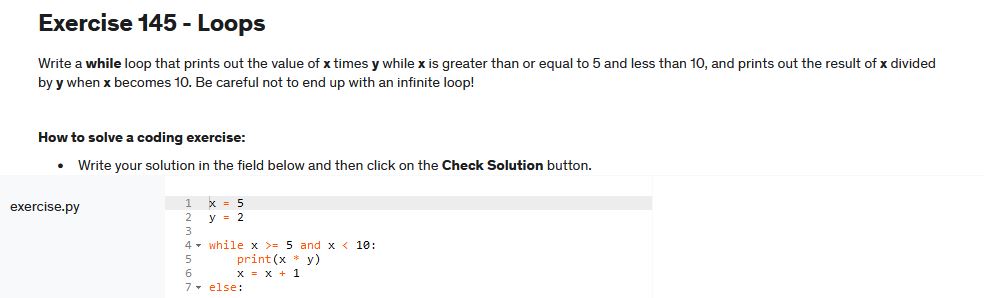 Exercise 145 - Loops
Write a while loop that prints out the value of x times y while x is greater than or equal to 5 and less than 10, and prints out the result of x divided
by y when x becomes 10. Be careful not to end up with an infinite loop!
How to solve a coding exercise:
• Write your solution in the field below and then click on the Check Solution button.
exercise.py
1 x = 5
2 y = 2
3
4 while x >= 5 and x < 10:
5     print(x * y)
6     x = x + 1
7 else: